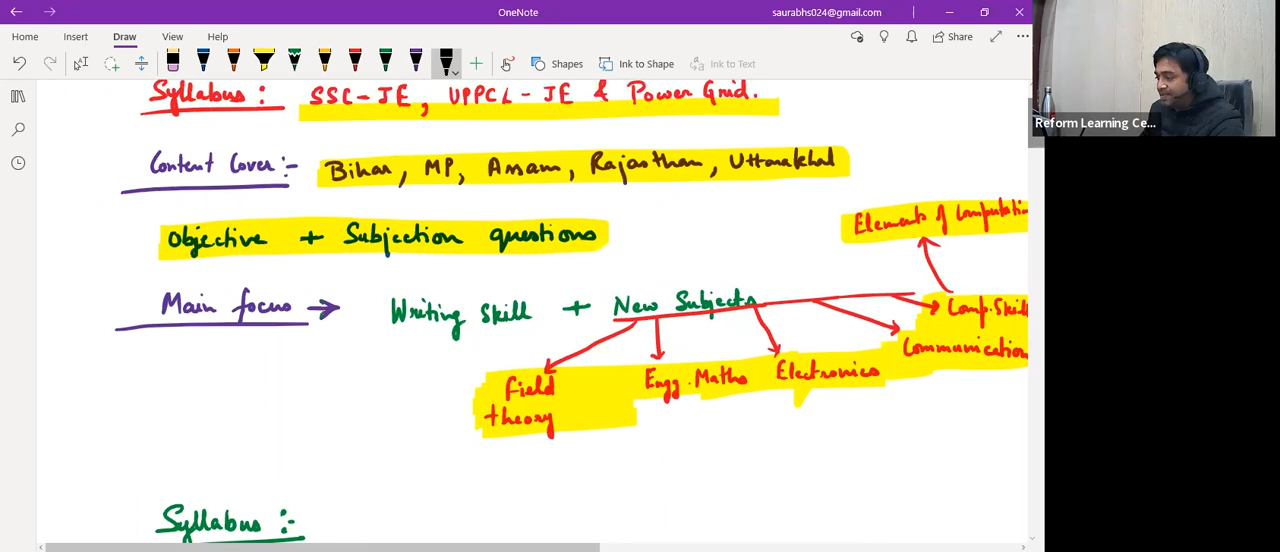 OneNote
saurabhs024@gmail.com
Home Insert Draw View Help Share
Shapes Ink to Shape Ink to Text
Syllabus : SSC-JE, UPPCL-JE & Power Grid.
Content Cover:- Bihar, MP, Assam, Rajasthan, Uttarakhad
Objective + Subjection questions
Elements of Computation
Main focus → Writing skill + New Subjects
Comp. Skill
Communication
Field theory
Engg. Maths
Electronics
Syllabus :-
Reform Learning Ce...